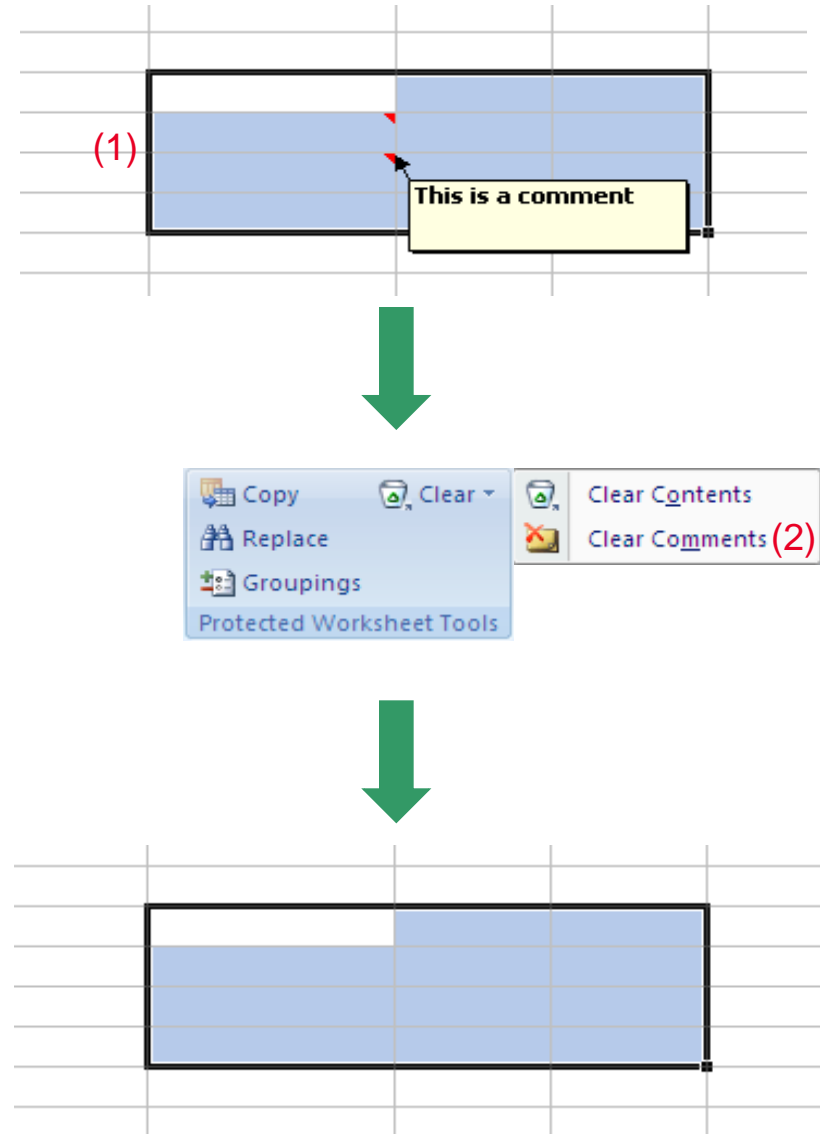 (1)
This is a comment
Copy Clear Clear Contents
Replace Clear Comments (2)
Groupings
Protected Worksheet Tools